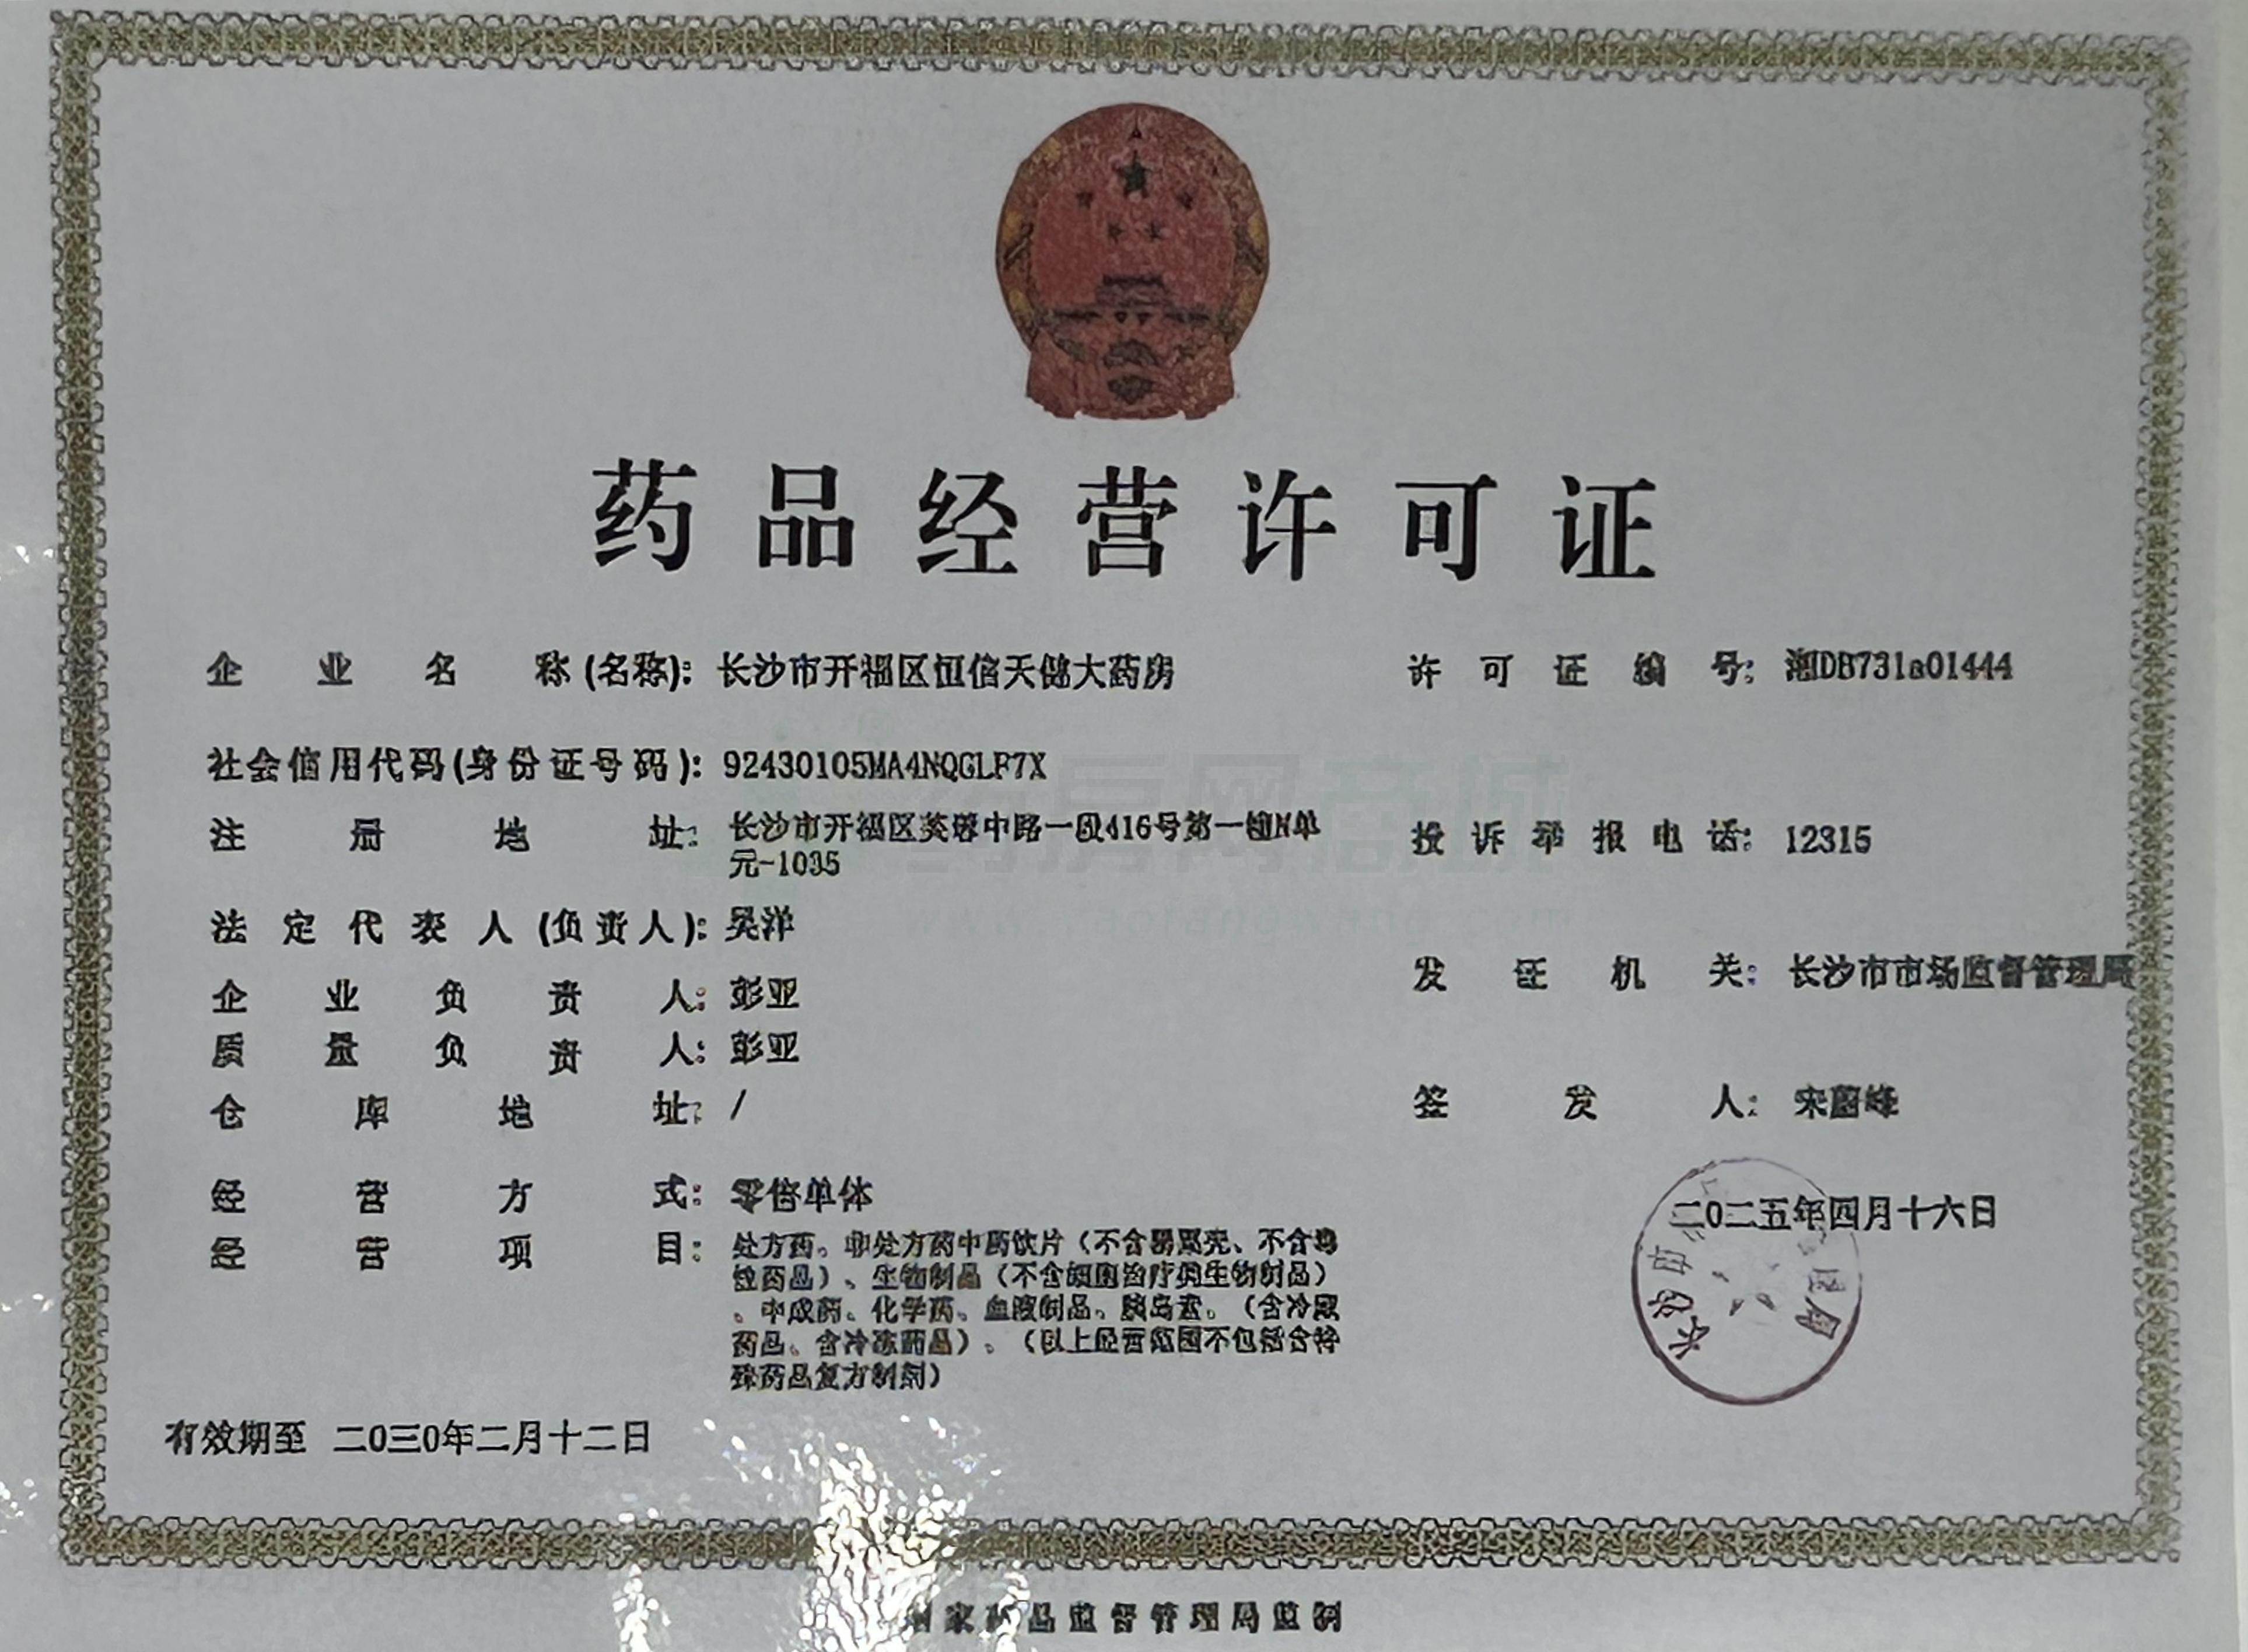 药品经营许可证
企业名称(名称): 长沙市开福区恒信天健大药房
许可证编号: 湘DB731a01444
社会信用代码(身份证号码): 92430105MA4NQGLF7X
注册地址: 长沙市开福区芙蓉中路一段416号第一幢N单
元-1035
投诉举报电话: 12315
法定代表人(负责人): 吴洋
发证机关: 长沙市市场监督管理局
企业负责人: 彭亚
质量负责人: 彭亚
仓库地址: /
签发人: 宋
经营方式: 零售单体
二0二五年四月十六日
经营项目: 处方药。非处方药中药饮片（不含罂粟壳、不含毒
性药品）、生物制品（不含细胞治疗类生物制品）
、中成药、化学药、血液制品、胰岛素。（含冷藏
药品、含冷冻药品）、（以上经营范围不包括含特
殊药品复方制剂）
有效期至 二0三0年二月十二日
国家药品监督管理局监制
药房网商城